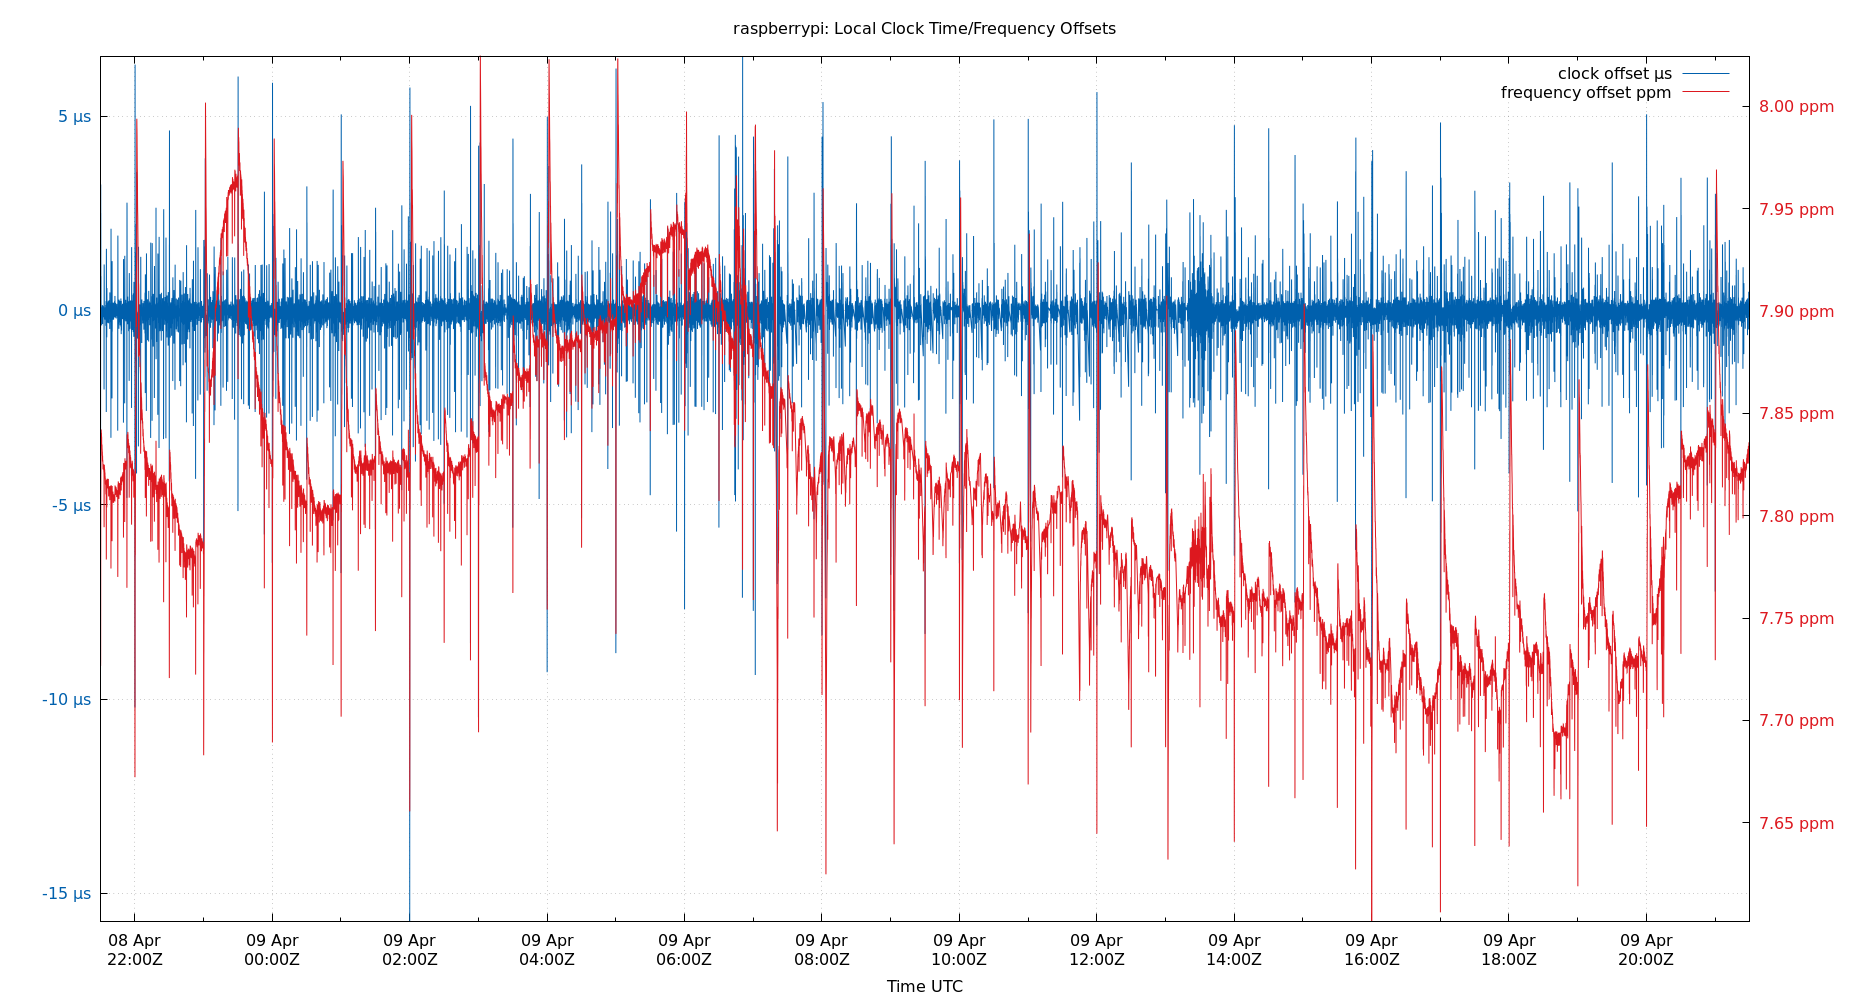 raspberrypi: Local Clock Time/Frequency Offsets
clock offset µs
frequency offset ppm
5 µs
0 µs
-5 µs
-10 µs
-15 µs
8.00 ppm
7.95 ppm
7.90 ppm
7.85 ppm
7.80 ppm
7.75 ppm
7.70 ppm
7.65 ppm
08 Apr
22:00Z
09 Apr
00:00Z
09 Apr
02:00Z
09 Apr
04:00Z
09 Apr
06:00Z
09 Apr
08:00Z
09 Apr
10:00Z
09 Apr
12:00Z
09 Apr
14:00Z
09 Apr
16:00Z
09 Apr
18:00Z
09 Apr
20:00Z
Time UTC